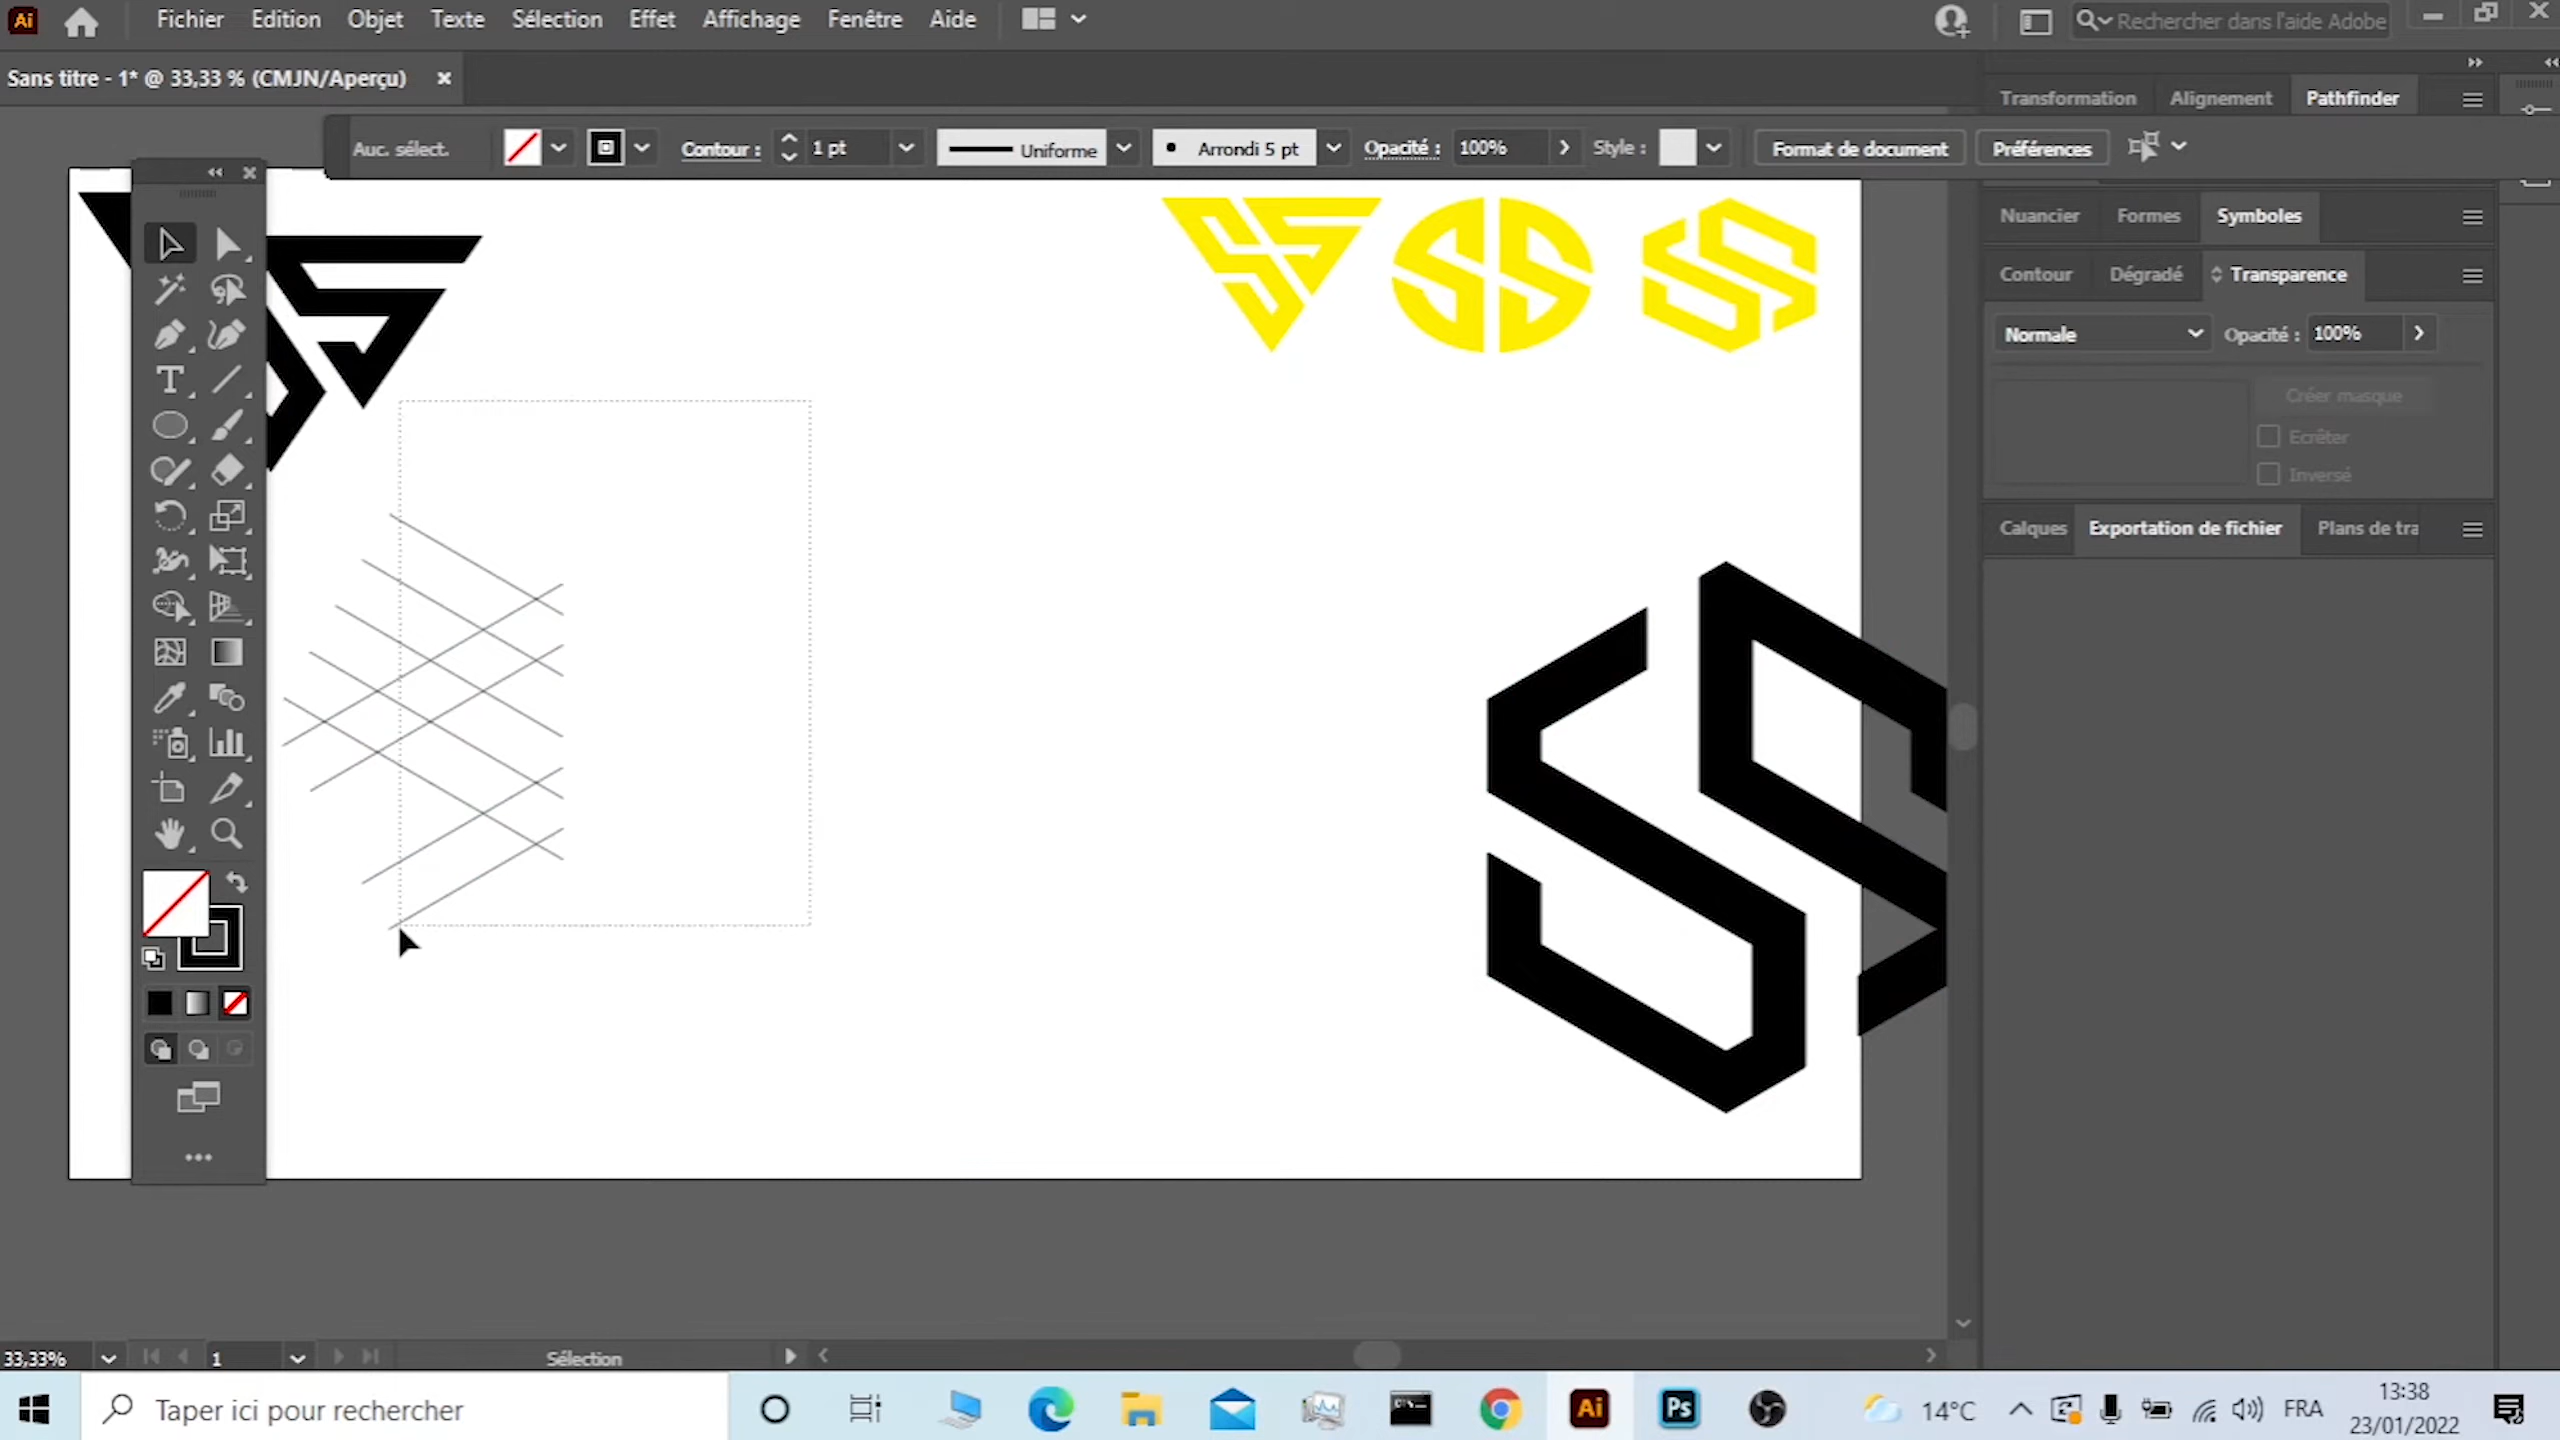 Ai Fichier Edition Objet Texte Sélection Effet Affichage Fenêtre Aide Rechercher dans l'aide Adobe
Sans titre - 1* @ 33,33 % (CMJN/Aperçu)
Transformation Alignement Pathfinder
Auc. sélect. Contour : 1 pt Uniforme Arrondi 5 pt Opacité : 100% Style : Format de document Préférences
Nuancier Formes Symboles
Contour Dégradé Transparence
Normale Opacité : 100%
Créer masque
Ecrêter
Inversé
Calques Exportation de fichier Plans de tra
33,33% 1 Sélection
Taper ici pour rechercher
Ai Ps 14°C FRA
13:38
23/01/2022